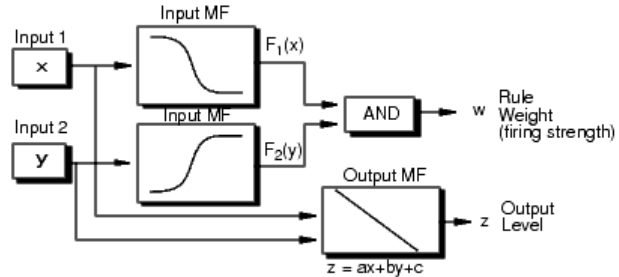 Input MF
Input 1
x
F1(x)
Input MF
AND
w
Rule
Weight
(firing strength)
Input 2
y
F2(y)
Output MF
z
Output
Level
z = ax+by+c